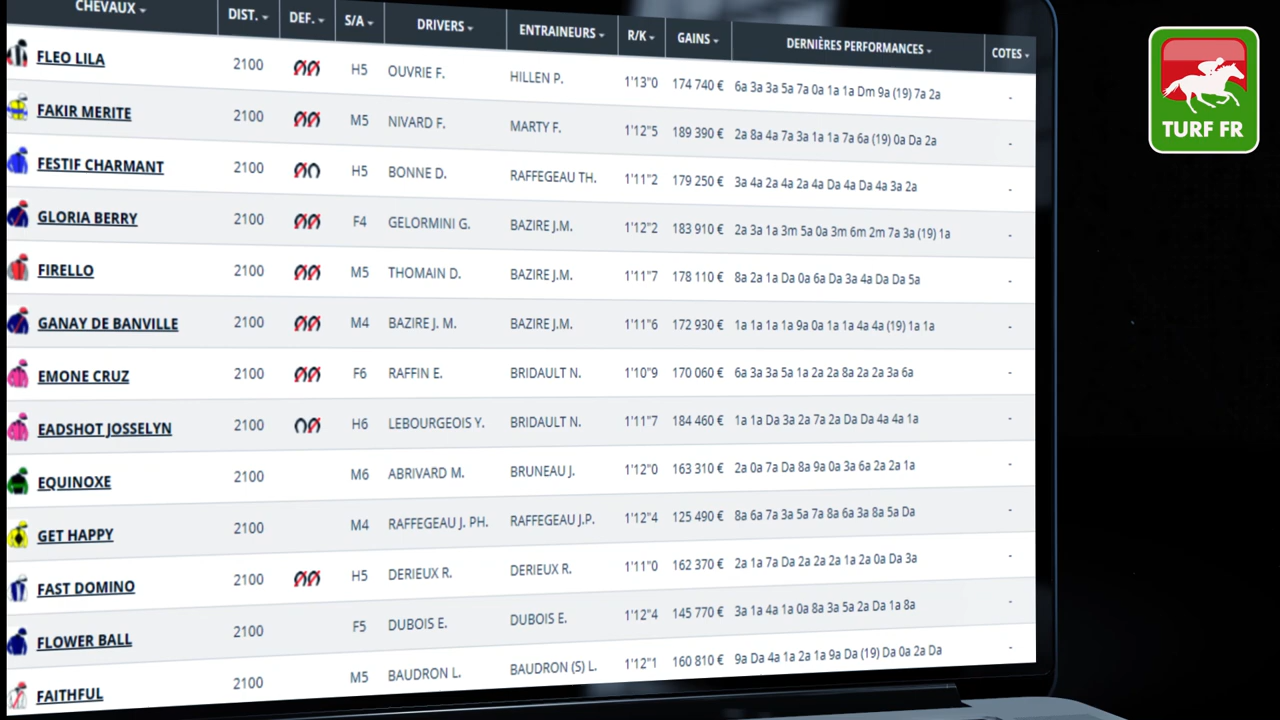 CHEVAUX DIST. DEF. S/A DRIVERS ENTRAINEURS R/K GAINS DERNIÈRES PERFORMANCES COTES
FLEO LILA 2100 H5 OUVRIE F. HILLEN P. 1'13"0 174 740 € 6a 3a 3a 5a 7a 0a 1a 1a Dm 9a (19) 7a 2a -
FAKIR MERITE 2100 M5 NIVARD F. MARTY F. 1'12"5 189 390 € 2a 8a 4a 7a 3a 1a 1a 7a 6a (19) 0a Da 2a -
FESTIF CHARMANT 2100 H5 BONNE D. RAFFEGEAU TH. 1'11"2 179 250 € 3a 4a 2a 4a 2a 4a Da 4a Da 4a 3a 2a -
GLORIA BERRY 2100 F4 GELORMINI G. BAZIRE J.M. 1'12"2 183 910 € 2a 3a 1a 3m 5a 0a 3m 6m 2m 7a 3a (19) 1a -
FIRELLO 2100 M5 THOMAIN D. BAZIRE J.M. 1'11"7 178 110 € 8a 2a 1a Da 0a 6a Da 3a 4a Da Da 5a -
GANAY DE BANVILLE 2100 M4 BAZIRE J. M. BAZIRE J.M. 1'11"6 172 930 € 1a 1a 1a 1a 9a 0a 1a 1a 4a 4a (19) 1a 1a -
EMONE CRUZ 2100 F6 RAFFIN E. BRIDAULT N. 1'10"9 170 060 € 6a 3a 3a 5a 1a 2a 2a 8a 2a 2a 3a 6a -
EADSHOT JOSSELYN 2100 H6 LEBOURGEOIS Y. BRIDAULT N. 1'11"7 184 460 € 1a 1a Da 3a 2a 7a 2a Da Da 4a 4a 1a -
EQUINOXE 2100 M6 ABRIVARD M. BRUNEAU J. 1'12"0 163 310 € 2a 0a 7a Da 8a 9a 0a 3a 6a 2a 2a 1a -
GET HAPPY 2100 M4 RAFFEGEAU J. PH. RAFFEGEAU J.P. 1'12"4 125 490 € 8a 6a 7a 3a 5a 7a 8a 6a 3a 8a 5a Da -
FAST DOMINO 2100 H5 DERIEUX R. DERIEUX R. 1'11"0 162 370 € 2a 1a 7a Da 2a 2a 2a 1a 2a 0a Da 3a -
FLOWER BALL 2100 F5 DUBOIS E. DUBOIS E. 1'12"4 145 770 € 3a 1a 4a 1a 0a 8a 3a 5a 2a Da 1a 8a -
FAITHFUL 2100 M5 BAUDRON L. BAUDRON (S) L. 1'12"1 160 810 € 9a Da 4a 1a 2a 1a 9a Da (19) Da 0a 2a Da -
TURF FR